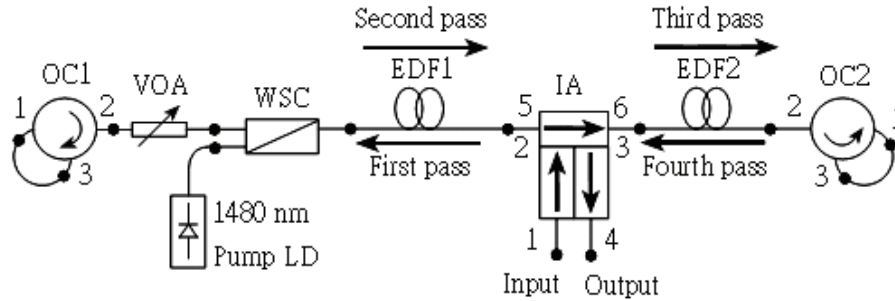 Second pass
Third pass
OC1
VOA
WSC
EDF1
IA
EDF2
OC2
1
2
5
6
2
2
3
First pass
3
Fourth pass
3
1480 nm
Pump LD
1
4
Input
Output